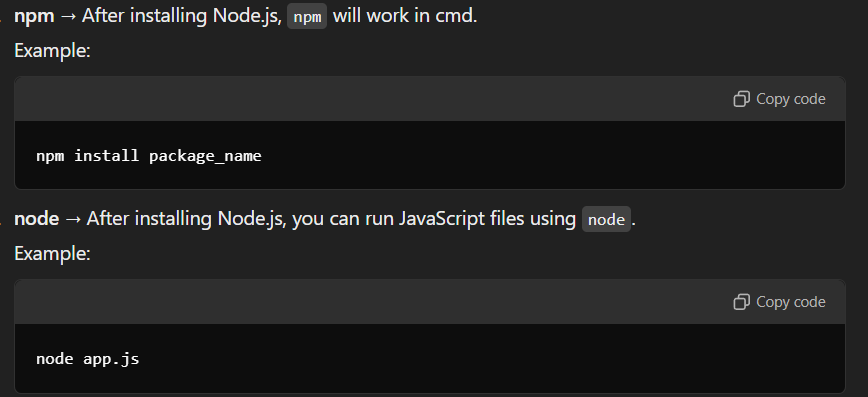 npm → After installing Node.js, npm will work in cmd.
Example:
Copy code
npm install package_name
node → After installing Node.js, you can run JavaScript files using node.
Example:
Copy code
node app.js